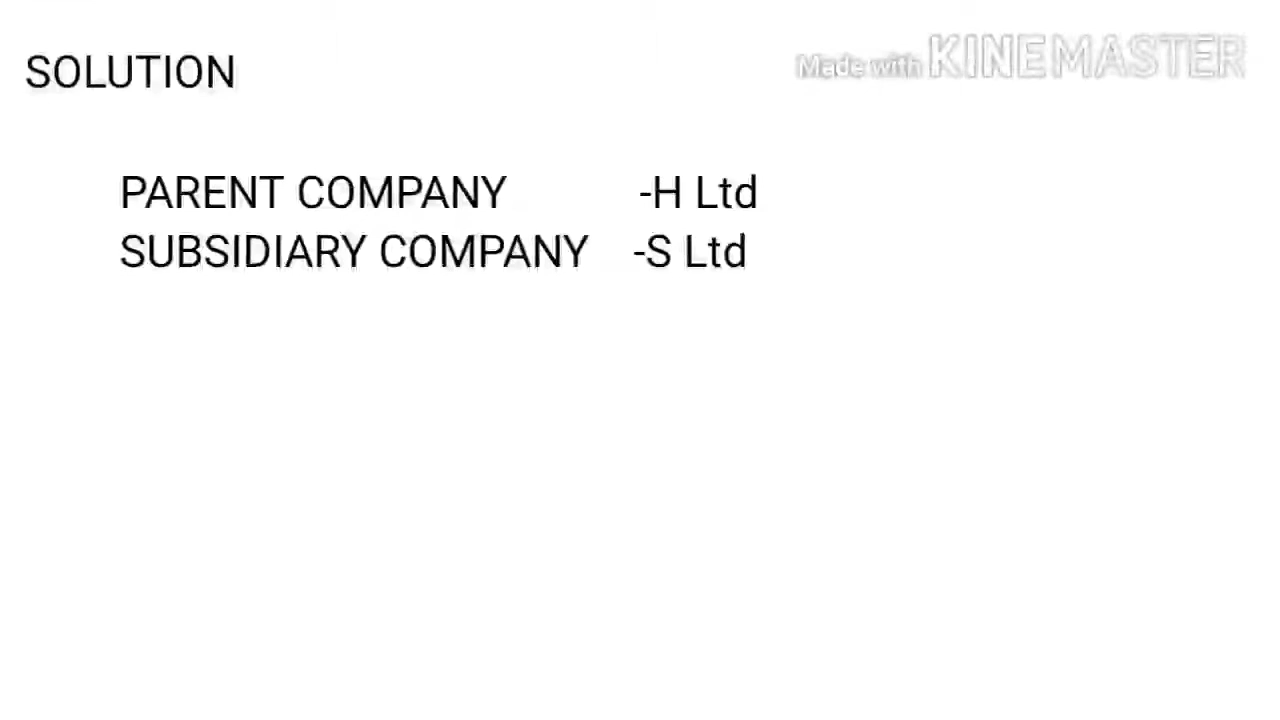 SOLUTION
Made with KINEMASTER
PARENT COMPANY -H Ltd
SUBSIDIARY COMPANY -S Ltd